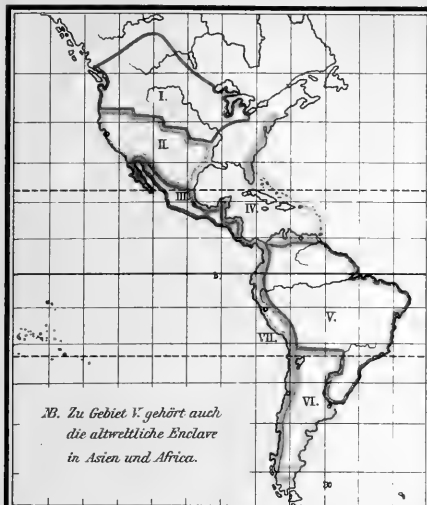 I.
II.
III.
IV.
V.
VII.
VI.
NB. Zu Gebiet V. gehört auch
die altweltliche Enclave
in Asien und Africa.